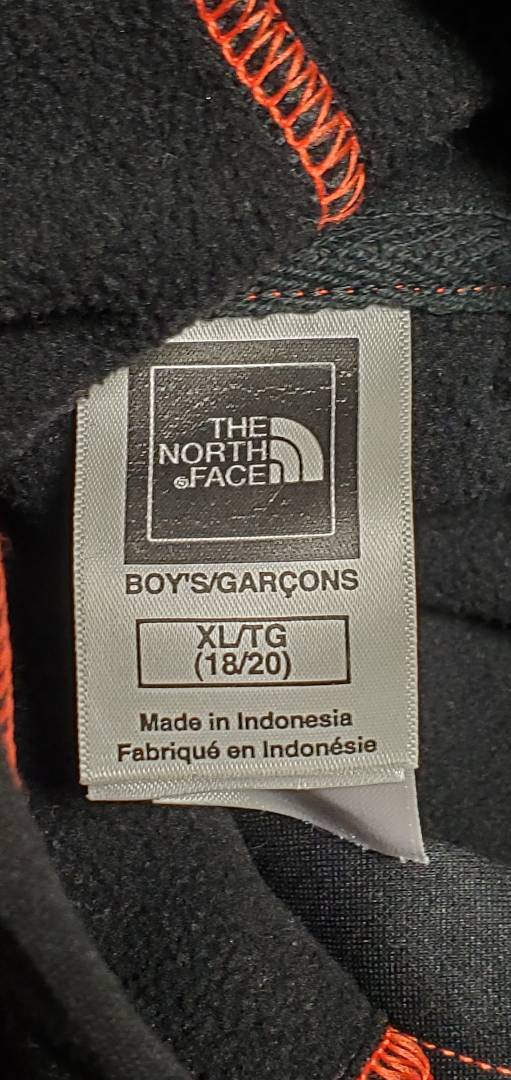 THE
NORTH
®FACE
BOY'S/GARÇONS
XL/TG
(18/20)
Made in Indonesia
Fabriqué en Indonésie